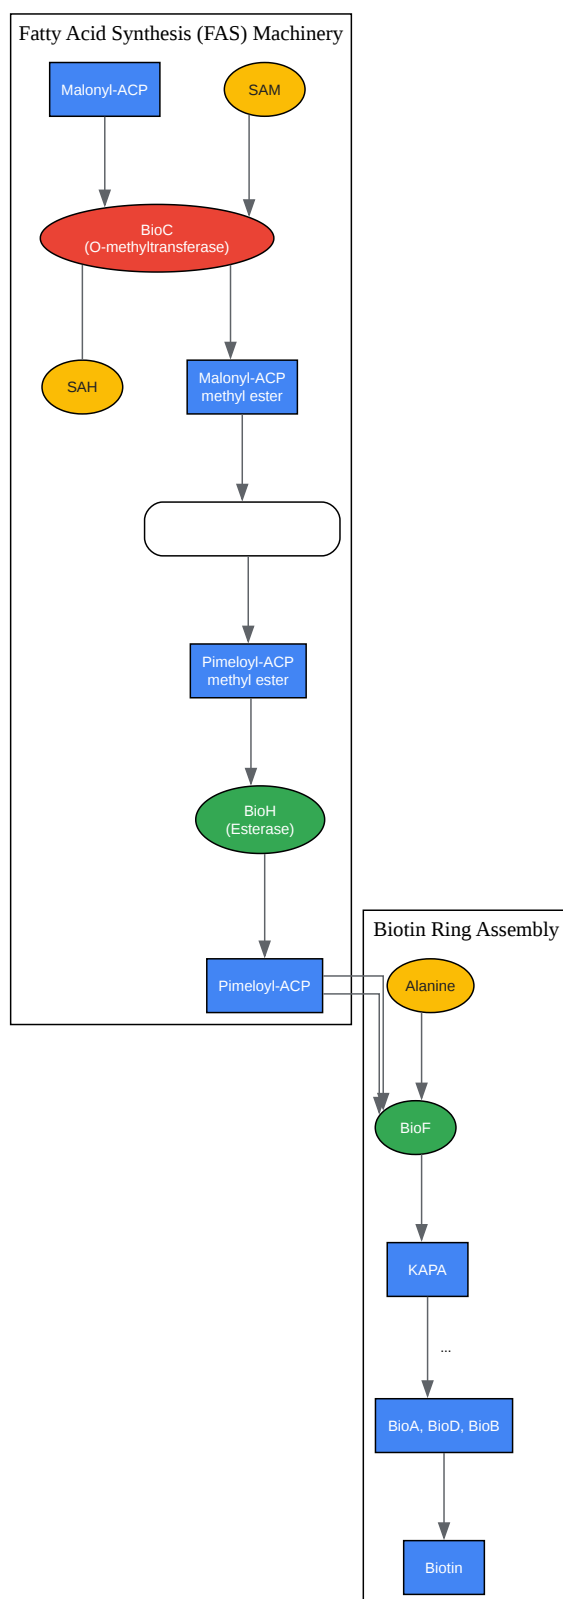 Fatty Acid Synthesis (FAS) Machinery
Malonyl-ACP
SAM
BioC
(O-methyltransferase)
SAH
Malonyl-ACP
methyl ester
Pimeloyl-ACP
methyl ester
BioH
(Esterase)
Pimeloyl-ACP
Biotin Ring Assembly
Alanine
BioF
KAPA
...
BioA, BioD, BioB
Biotin